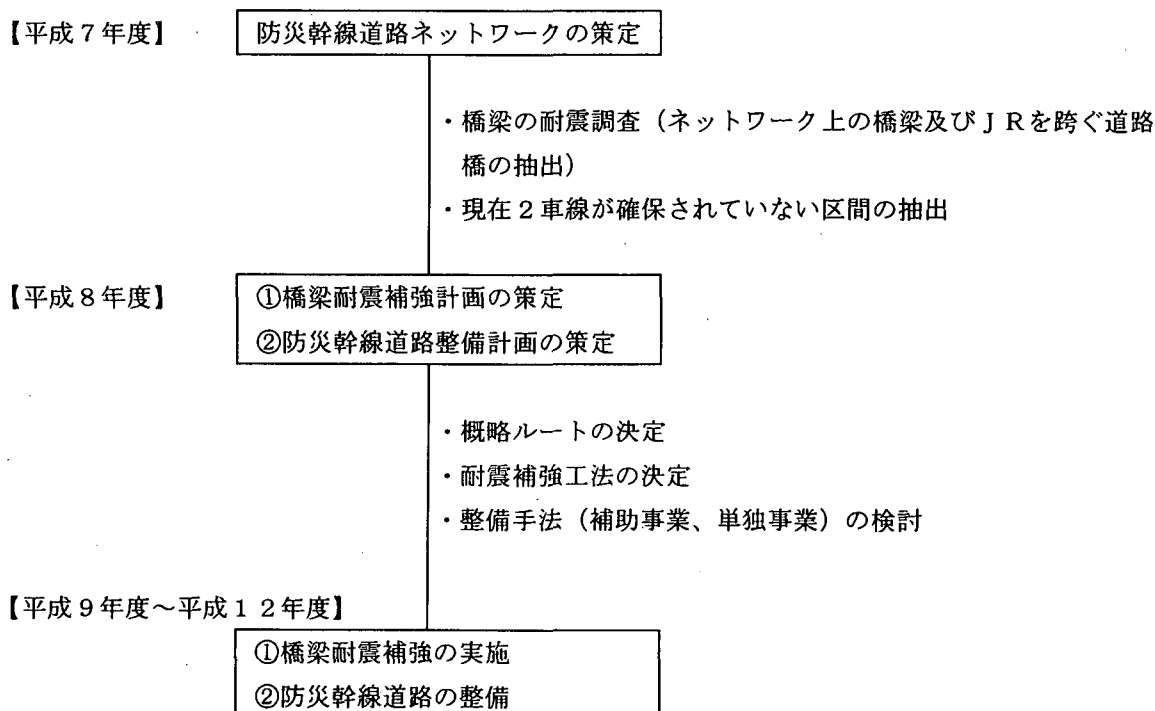 【平成７年度】 防災幹線道路ネットワークの策定
・橋梁の耐震調査（ネットワーク上の橋梁及びＪＲを跨ぐ道路
橋の抽出）
・現在２車線が確保されていない区間の抽出
【平成８年度】 ①橋梁耐震補強計画の策定
②防災幹線道路整備計画の策定
・概略ルートの決定
・耐震補強工法の決定
・整備手法（補助事業、単独事業）の検討
【平成９年度～平成１２年度】
①橋梁耐震補強の実施
②防災幹線道路の整備